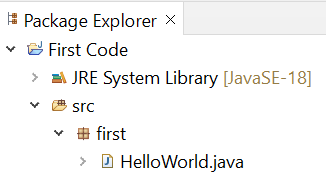 Package Explorer
First Code
JRE System Library [JavaSE-18]
src
first
HelloWorld.java